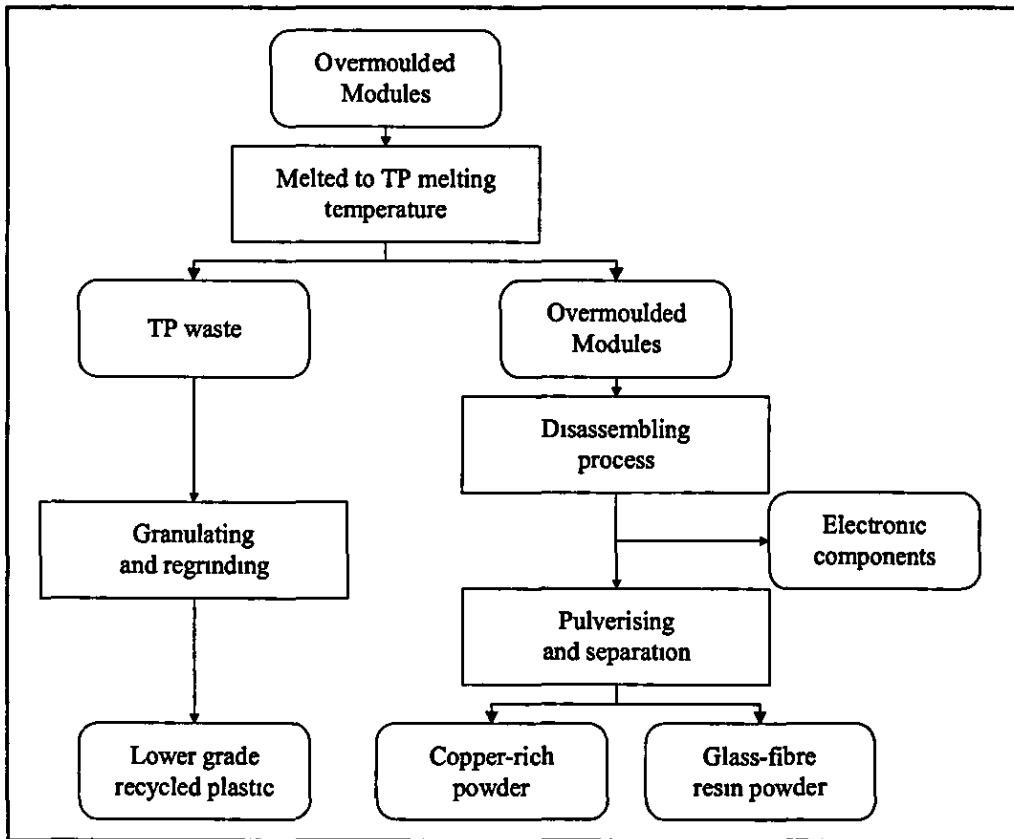 Overmoulded
Modules
Melted to TP melting
temperature
TP waste
Overmoulded
Modules
Disassembling
process
Granulating
and regrinding
Electronic
components
Pulverising
and separation
Lower grade
recycled plastic
Copper-rich
powder
Glass-fibre
resin powder